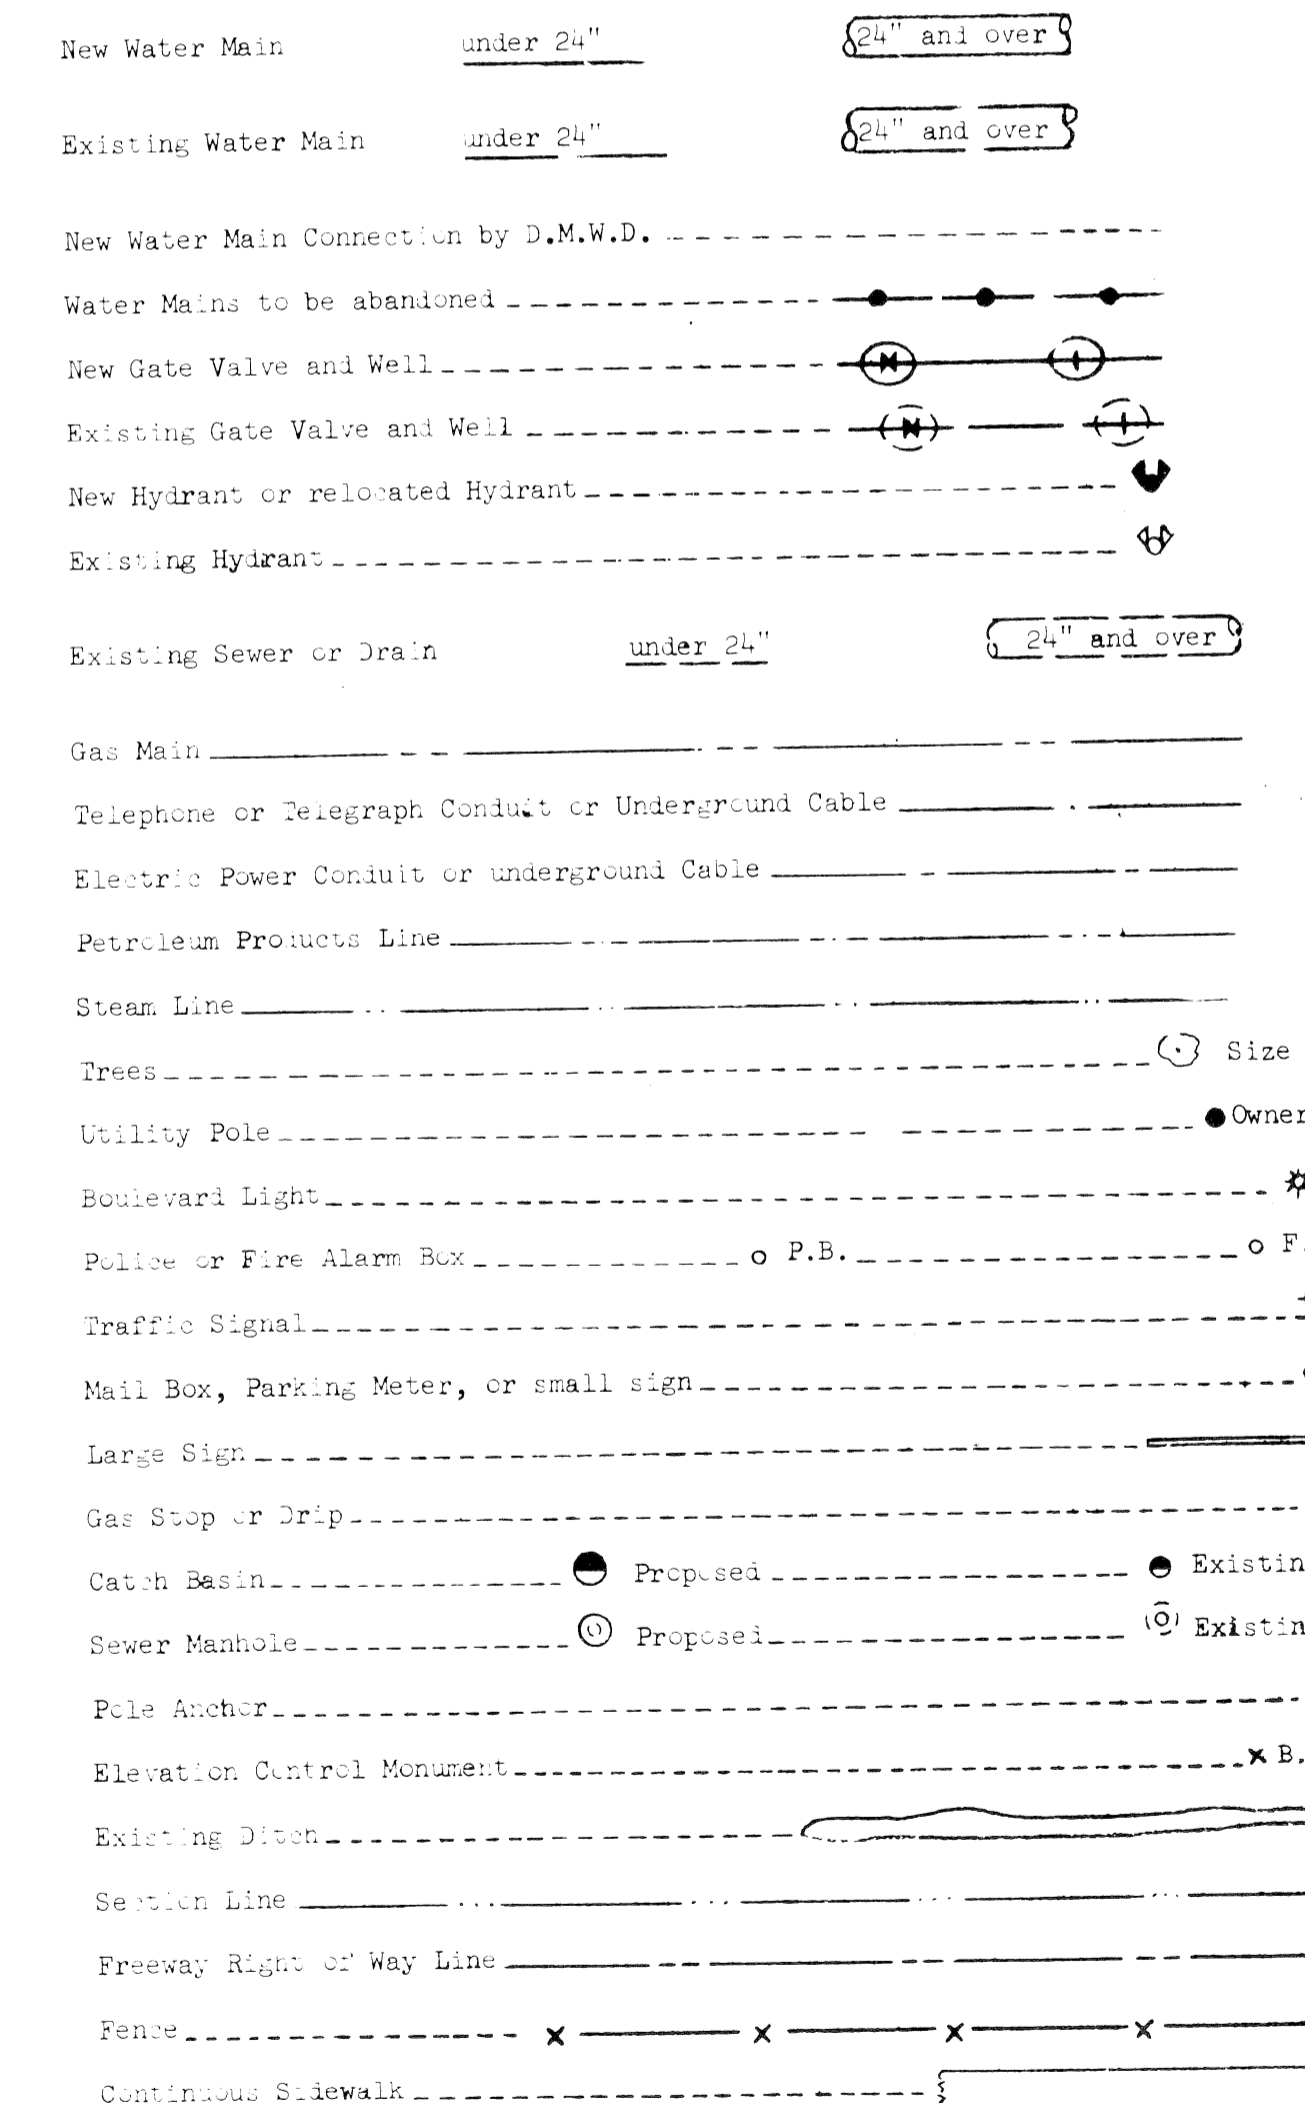 New Water Main under 24" 24" and over
Existing Water Main under 24" 24" and over
New Water Main Connection by D.M.W.D.
Water Mains to be abandoned
New Gate Valve and Well
Existing Gate Valve and Well
New Hydrant or relocated Hydrant
Existing Hydrant
Existing Sewer or Drain under 24" 24" and over
Gas Main
Telephone or Telegraph Conduit or Underground Cable
Electric Power Conduit or underground Cable
Petroleum Products Line
Steam Line
Trees Size
Utility Pole Owner
Boulevard Light
Police or Fire Alarm Box P.B. F.
Traffic Signal
Mail Box, Parking Meter, or small sign
Large Sign
Gas Stop or Drip
Catch Basin Proposed Existin
Sewer Manhole Proposed Existin
Pole Anchor
Elevation Control Monument B.
Existing Ditch
Section Line
Freeway Right of Way Line
Fence
Continuous Sidewalk